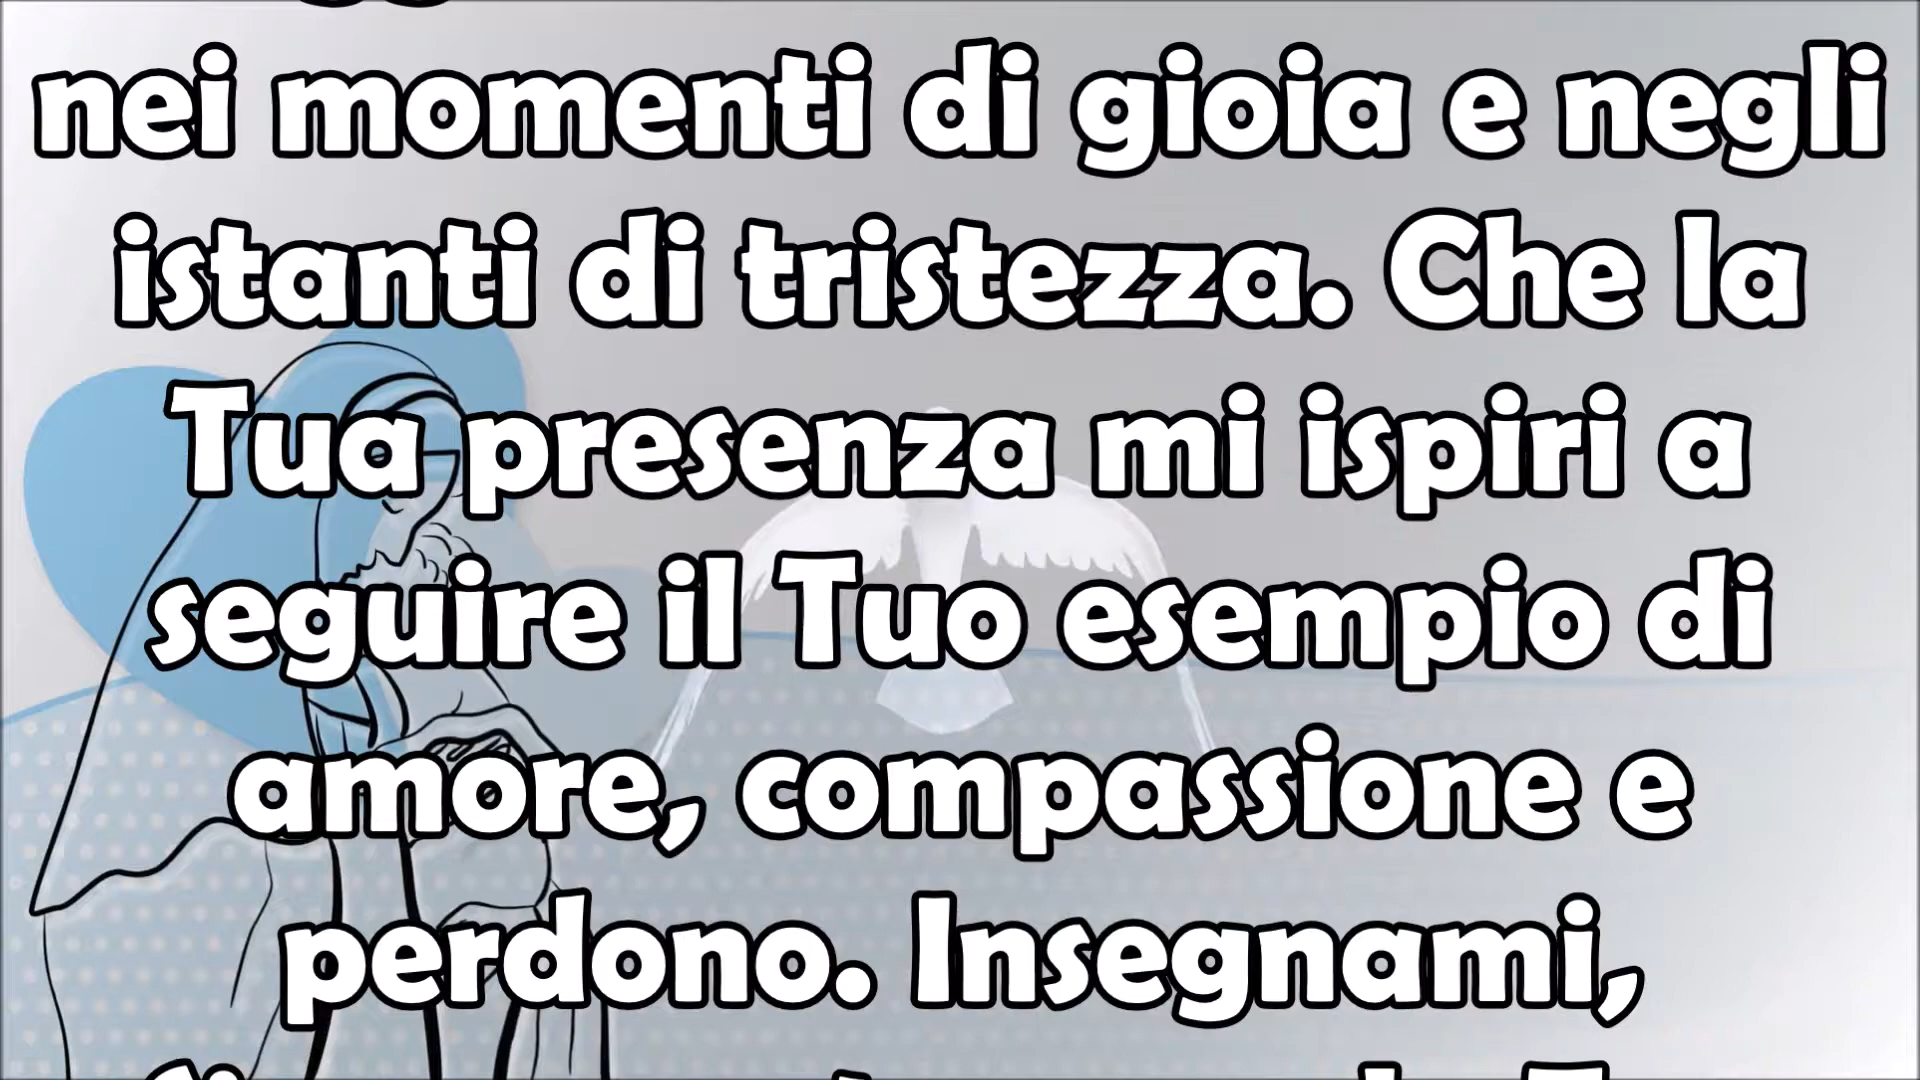 nei momenti di gioia e negli
istanti di tristezza. Che la
Tua presenza mi ispiri a
seguire il Tuo esempio di
amore, compassione e
perdono. Insegnami,